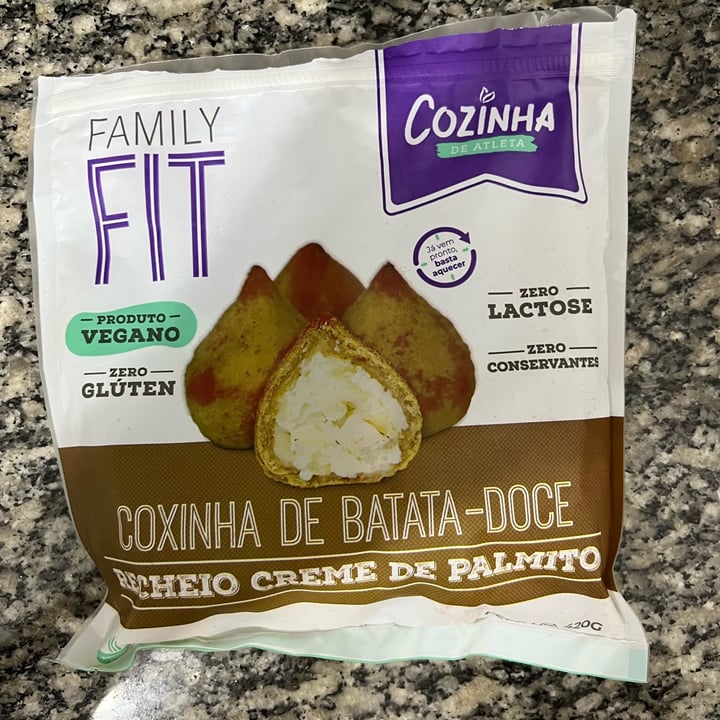 FAMILY
FIT
COZINHA
DE ATLETA
Já vem
pronto,
basta
aquecer
PRODUTO
VEGANO
ZERO
GLÚTEN
ZERO
LACTOSE
ZERO
CONSERVANTES
COXINHA DE BATATA-DOCE
RECHEIO CREME DE PALMITO
420G